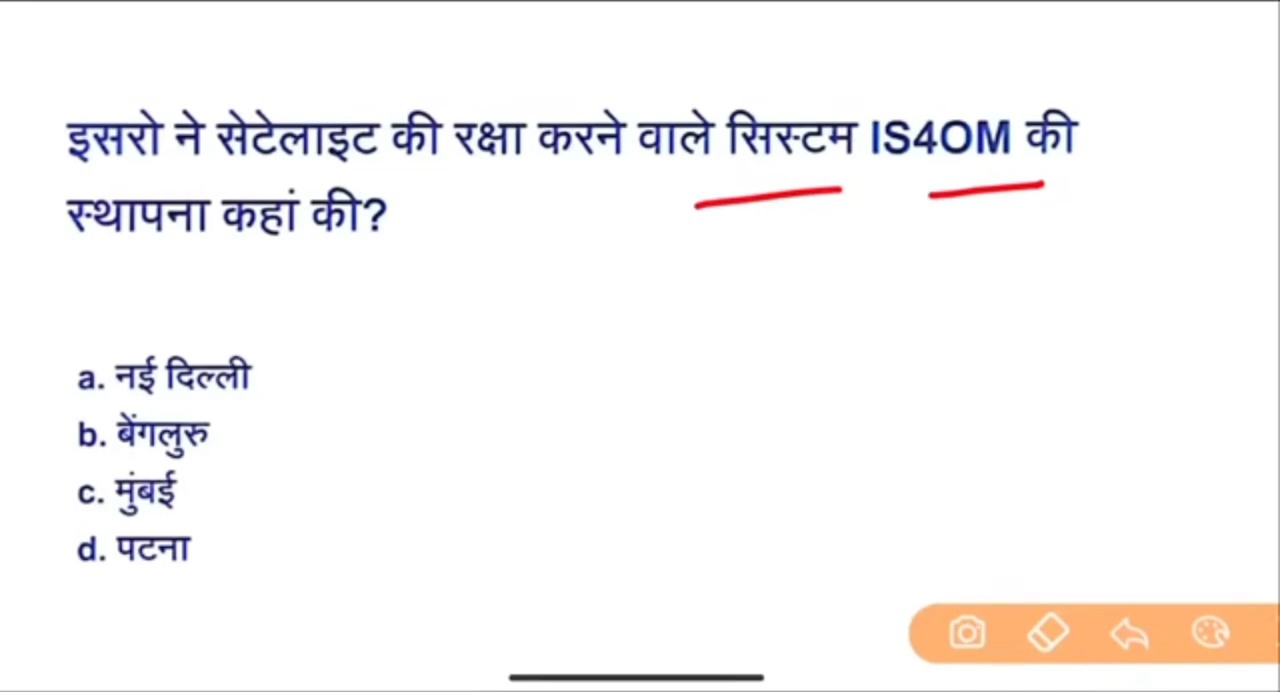 इसरो ने सेटेलाइट की रक्षा करने वाले सिस्टम IS4OM की
स्थापना कहां की?
a. नई दिल्ली
b. बेंगलुरु
c. मुंबई
d. पटना